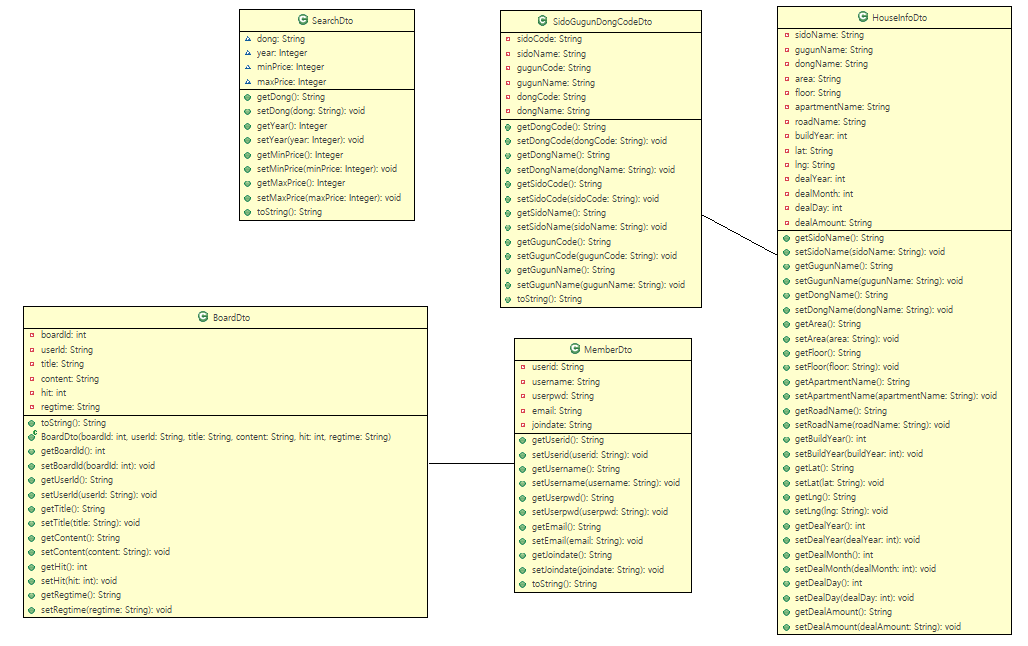 SearchDto
dong: String
year: Integer
minPrice: Integer
maxPrice: Integer
getDong(): String
setDong(dong: String): void
getYear(): Integer
setYear(year: Integer): void
getMinPrice(): Integer
setMinPrice(minPrice: Integer): void
getMaxPrice(): Integer
setMaxPrice(maxPrice: Integer): void
toString(): String
SidoGugunDongCodeDto
sidoCode: String
sidoName: String
gugunCode: String
gugunName: String
dongCode: String
dongName: String
getDongCode(): String
setDongCode(dongCode: String): void
getDongName(): String
setDongName(dongName: String): void
getSidoCode(): String
setSidoCode(sidoCode: String): void
getSidoName(): String
setSidoName(sidoName: String): void
getGugunCode(): String
setGugunCode(gugunCode: String): void
getGugunName(): String
setGugunName(gugunName: String): void
toString(): String
HouseInfoDto
sidoName: String
gugunName: String
dongName: String
area: String
floor: String
apartmentName: String
roadName: String
buildYear: int
lat: String
lng: String
dealYear: int
dealMonth: int
dealDay: int
dealAmount: String
getSidoName(): String
setSidoName(sidoName: String): void
getGugunName(): String
setGugunName(gugunName: String): void
getDongName(): String
setDongName(dongName: String): void
getArea(): String
setArea(area: String): void
getFloor(): String
setFloor(floor: String): void
getApartmentName(): String
setApartmentName(apartmentName: String): void
getRoadName(): String
setRoadName(roadName: String): void
getBuildYear(): int
setBuildYear(buildYear: int): void
getLat(): String
setLat(lat: String): void
getLng(): String
setLng(lng: String): void
getDealYear(): int
setDealYear(dealYear: int): void
getDealMonth(): int
setDealMonth(dealMonth: int): void
getDealDay(): int
setDealDay(dealDay: int): void
getDealAmount(): String
setDealAmount(dealAmount: String): void
BoardDto
boardId: int
userId: String
title: String
content: String
hit: int
regtime: String
toString(): String
BoardDto(boardId: int, userId: String, title: String, content: String, hit: int, regtime: String)
getBoardId(): int
setBoardId(boardId: int): void
getUserId(): String
setUserId(userId: String): void
getTitle(): String
setTitle(title: String): void
getContent(): String
setContent(content: String): void
getHit(): int
setHit(hit: int): void
getRegtime(): String
setRegtime(regtime: String): void
MemberDto
userid: String
username: String
userpwd: String
email: String
joindate: String
getUserid(): String
setUserid(userid: String): void
getUsername(): String
setUsername(username: String): void
getUserpwd(): String
setUserpwd(userpwd: String): void
getEmail(): String
setEmail(email: String): void
getJoindate(): String
setJoindate(joindate: String): void
toString(): String